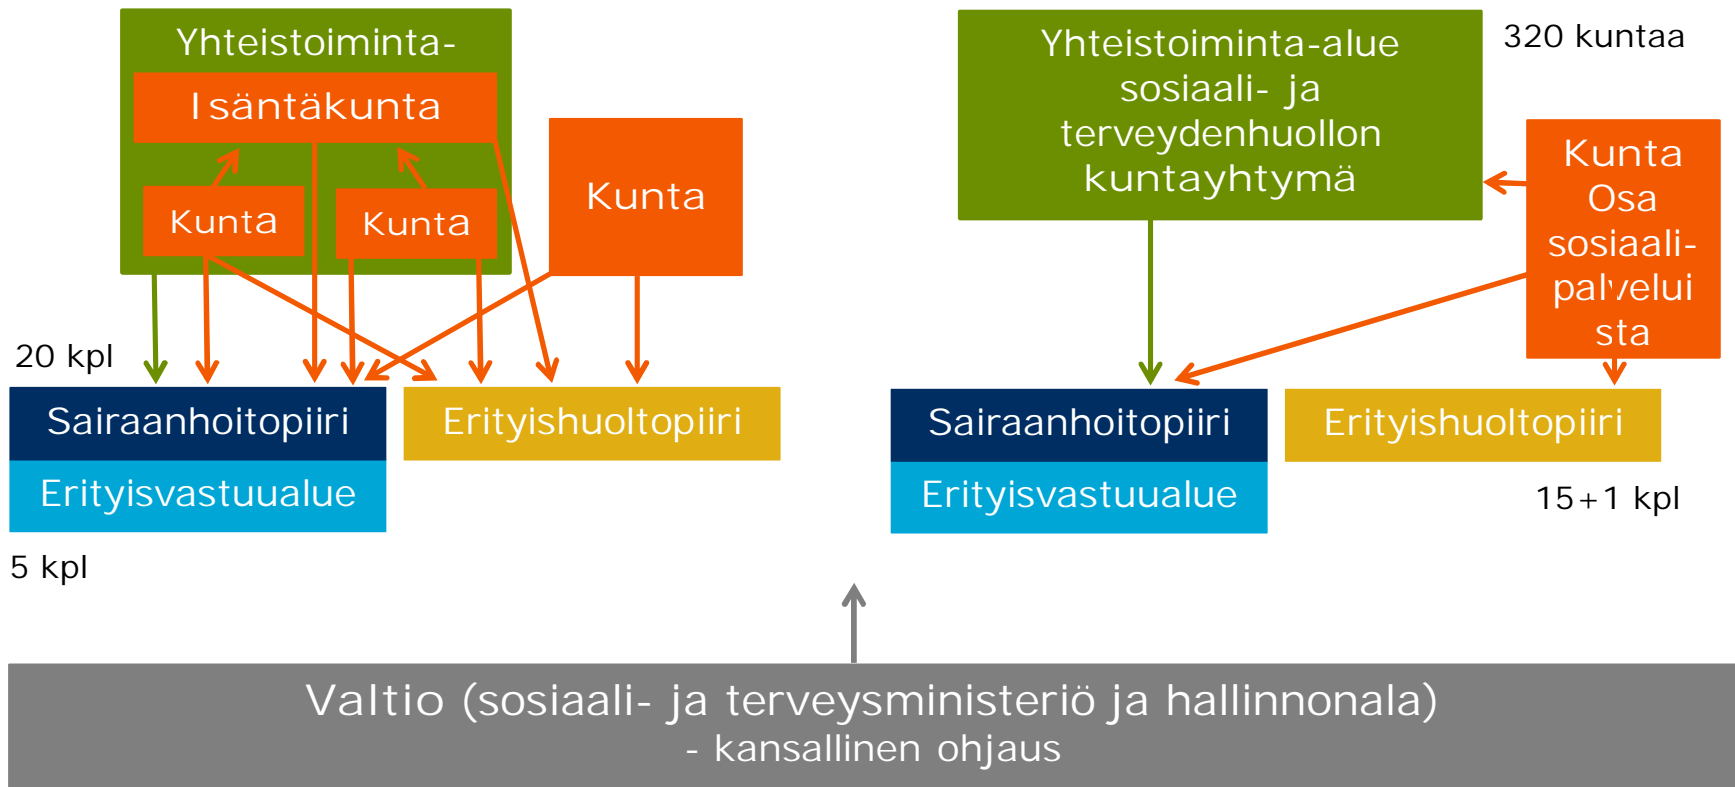 Yhteistoiminta-
Isäntäkunta
Kunta
Kunta
Kunta
20 kpl
Sairaanhoitopiiri
Erityishuoltopiiri
Erityisvastuualue
5 kpl
Yhteistoiminta-alue
sosiaali- ja
terveydenhuollon
kuntayhtymä
320 kuntaa
Kunta
Osa
sosiaali-
palvelui
sta
Sairaanhoitopiiri
Erityishuoltopiiri
Erityisvastuualue
15+1 kpl
Valtio (sosiaali- ja terveysministeriö ja hallinnonala)
- kansallinen ohjaus